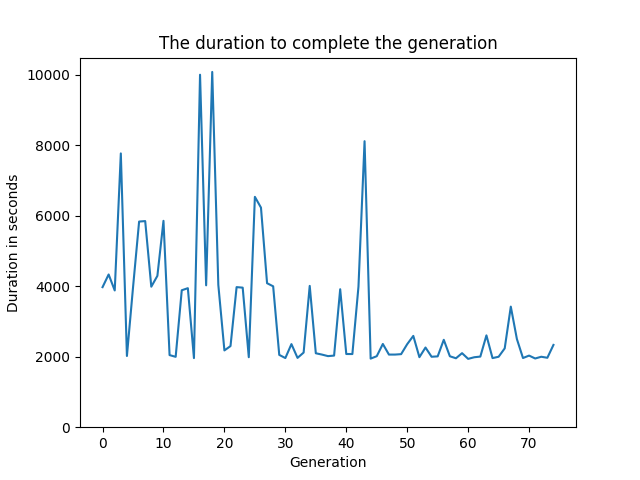 The duration to complete the generation
10000
8000
6000
4000
2000
0
Duration in seconds
0 10 20 30 40 50 60 70
Generation